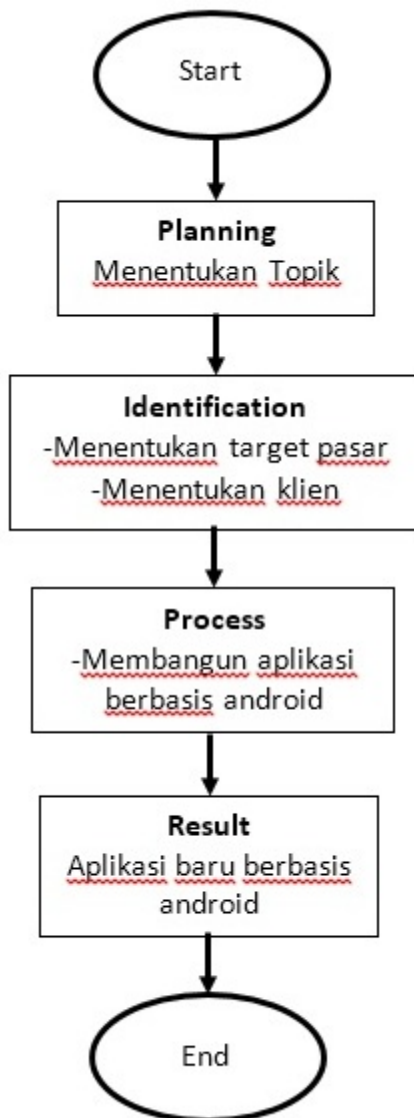 Start
Planning
Menentukan Topik
Identification
-Menentukan target pasar
-Menentukan klien
Process
-Membangun aplikasi
berbasis android
Result
Aplikasi baru berbasis
android
End